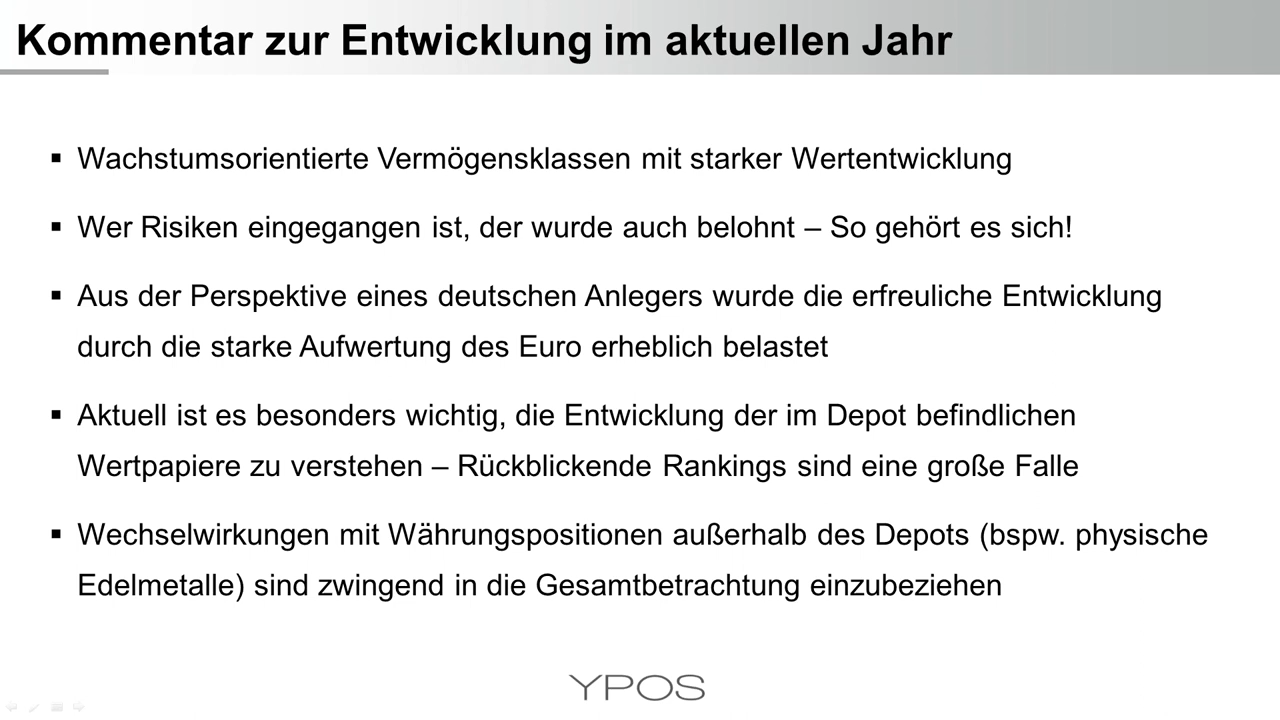 Kommentar zur Entwicklung im aktuellen Jahr
▪ Wachstumsorientierte Vermögensklassen mit starker Wertentwicklung
▪ Wer Risiken eingegangen ist, der wurde auch belohnt – So gehört es sich!
▪ Aus der Perspektive eines deutschen Anlegers wurde die erfreuliche Entwicklung
durch die starke Aufwertung des Euro erheblich belastet
▪ Aktuell ist es besonders wichtig, die Entwicklung der im Depot befindlichen
Wertpapiere zu verstehen – Rückblickende Rankings sind eine große Falle
▪ Wechselwirkungen mit Währungspositionen außerhalb des Depots (bspw. physische
Edelmetalle) sind zwingend in die Gesamtbetrachtung einzubeziehen
YPOS